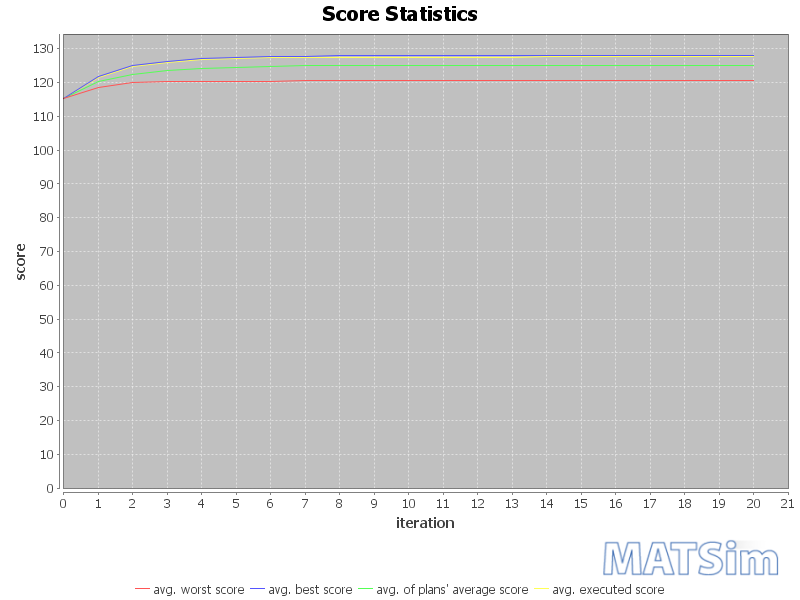 Score Statistics
130
120
110
100
90
80
70
60
50
40
30
20
10
0
score
0 1 2 3 4 5 6 7 8 9 10 11 12 13 14 15 16 17 18 19 20 21
iteration
MATSim
avg. worst score avg. best score avg. of plans' average score avg. executed score